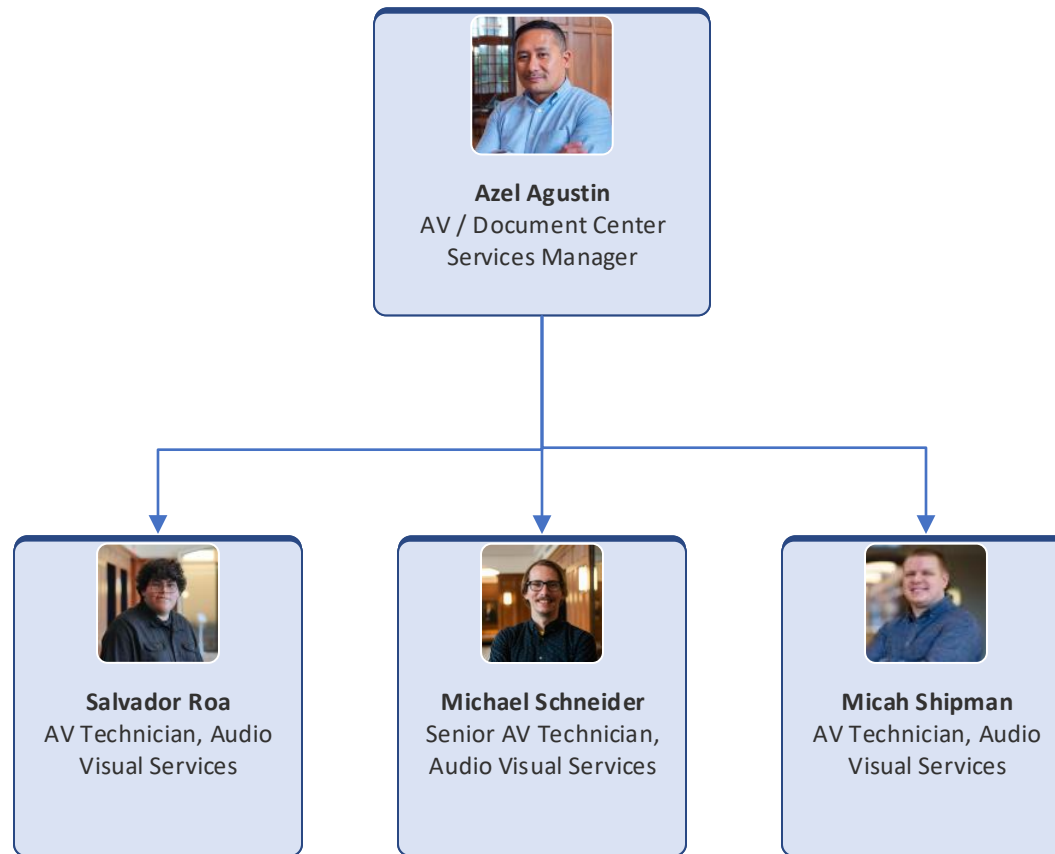 Azel Agustin
AV / Document Center
Services Manager
Salvador Roa
AV Technician, Audio
Visual Services
Michael Schneider
Senior AV Technician,
Audio Visual Services
Micah Shipman
AV Technician, Audio
Visual Services